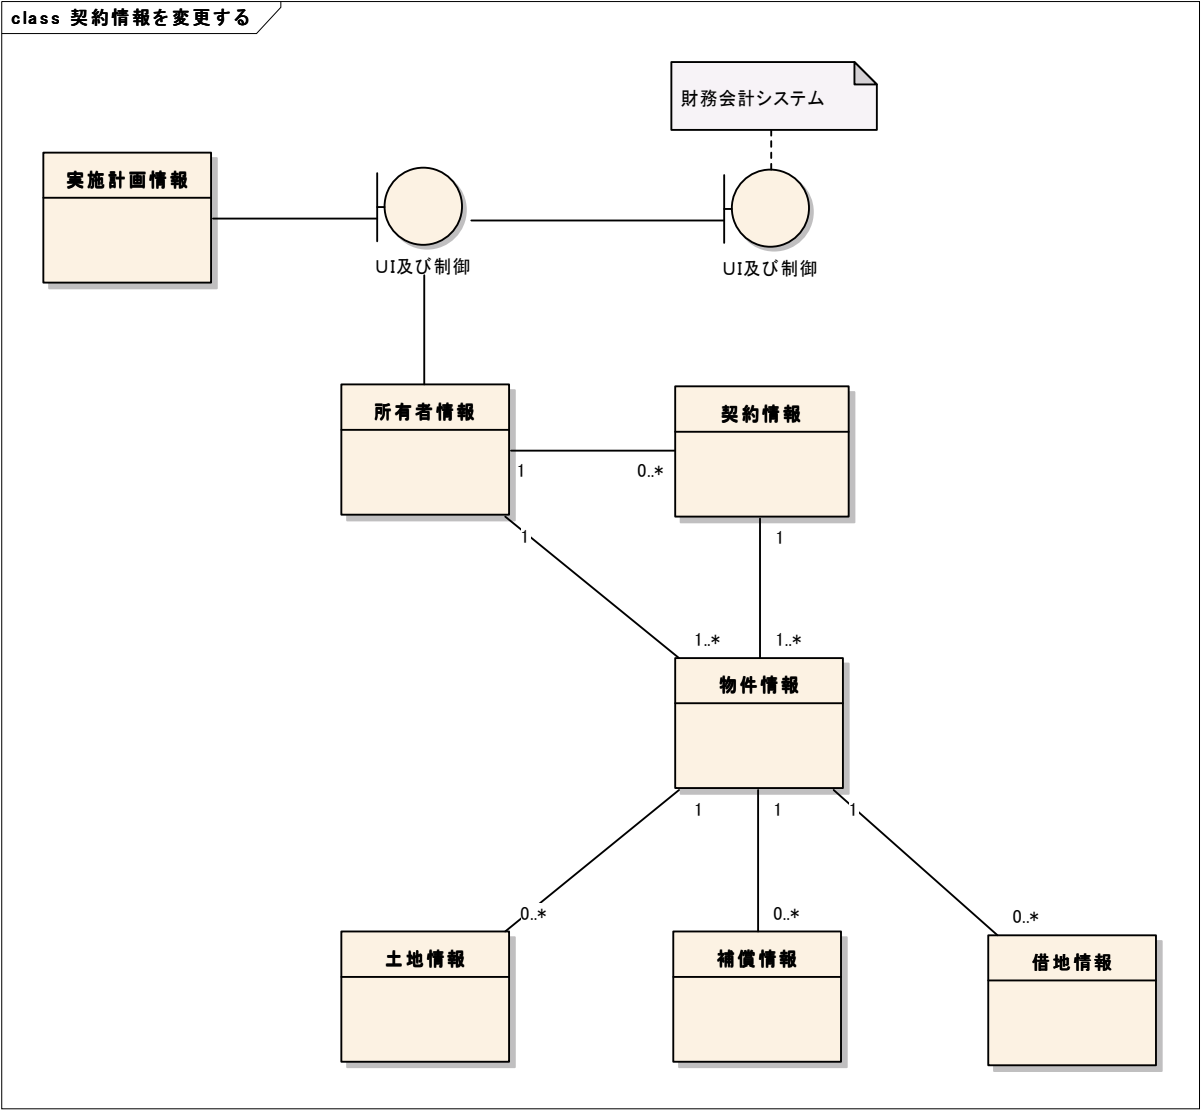 class 契約情報を変更する
財務会計システム
実施計画情報
UI及び制御
UI及び制御
所有者情報
契約情報
1
0..*
1
1
1..*
1..*
物件情報
1
1
1
0..*
0..*
0..*
土地情報
補償情報
借地情報